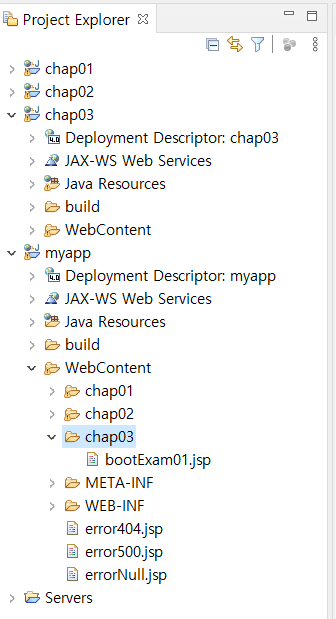 Project Explorer
chap01
chap02
chap03
Deployment Descriptor: chap03
JAX-WS Web Services
Java Resources
build
WebContent
myapp
Deployment Descriptor: myapp
JAX-WS Web Services
Java Resources
build
WebContent
chap01
chap02
chap03
bootExam01.jsp
META-INF
WEB-INF
error404.jsp
error500.jsp
errorNull.jsp
Servers